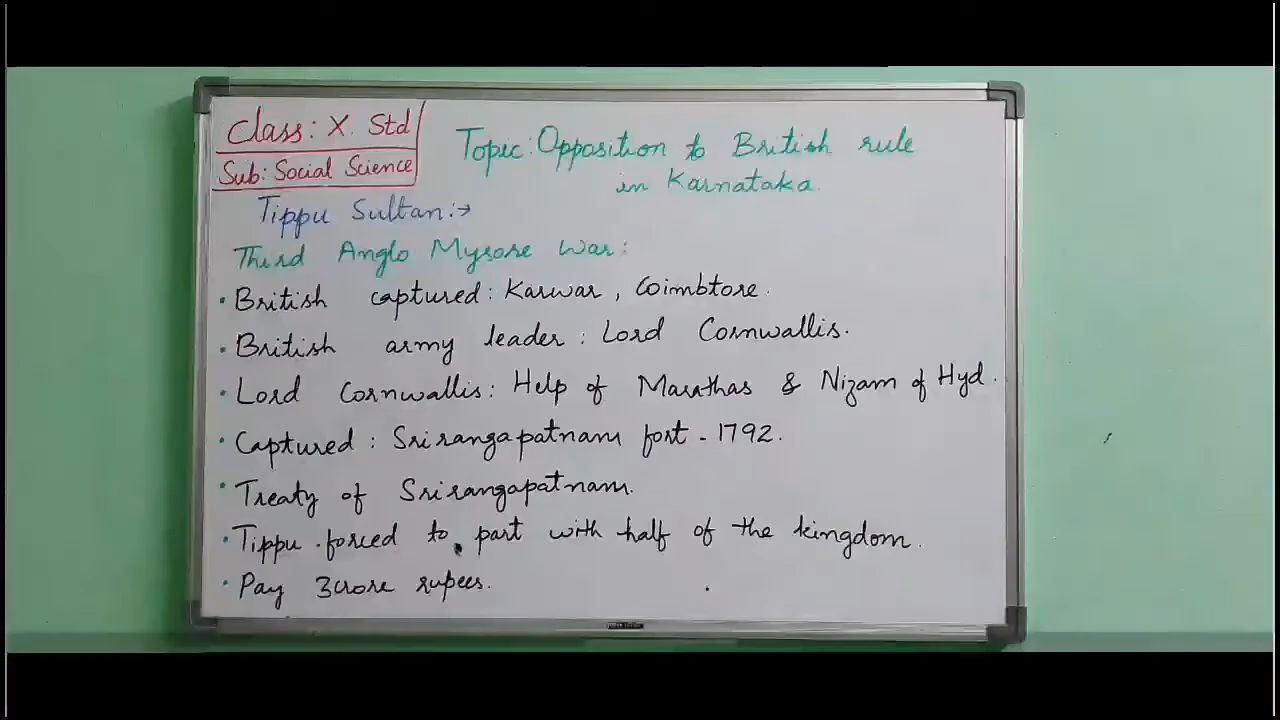 Class: X. Std
Sub: Social Science
Topic: Opposition to British rule
in Karnataka.
Tippu Sultan:→
Third Anglo Mysore War:
• British captured: Karwar, Coimbtore.
• British army leader: Lord Cornwallis.
• Lord Cornwallis: Help of Marathas & Nizam of Hyd.
• Captured: Srirangapatnam fort - 1792.
• Treaty of Srirangapatnam.
• Tippu forced to part with half of the kingdom.
• Pay 3crore rupees.